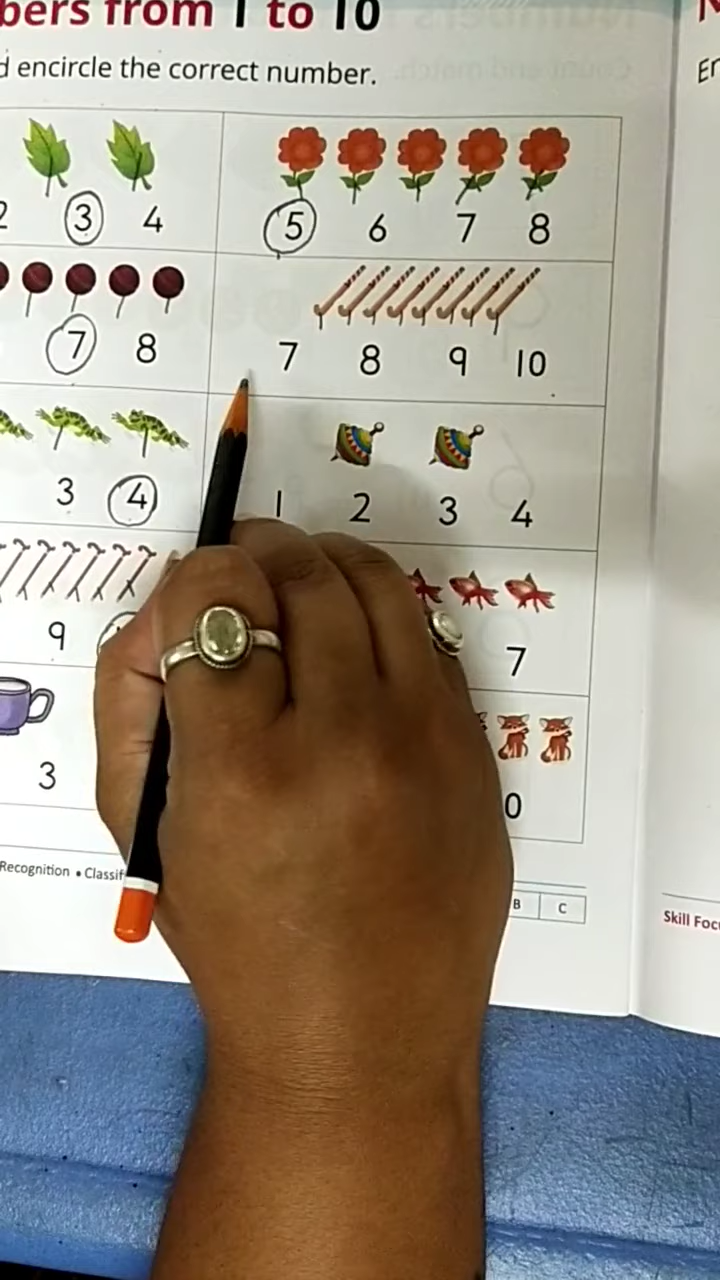 bers from 1 to 10
d encircle the correct number.
2 3 4
5 6 7 8
7 8
7 8 9 10
3 4
1 2 3 4
9
7
3
0
Recognition • Classif
B C
Skill Foc
Er